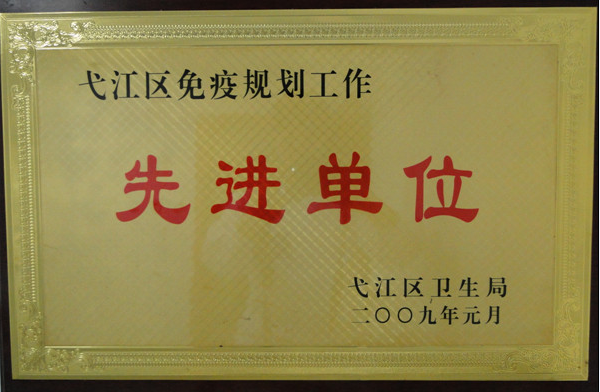 弋江区免疫规划工作
先进单位
弋江区卫生局
二〇〇九年元月